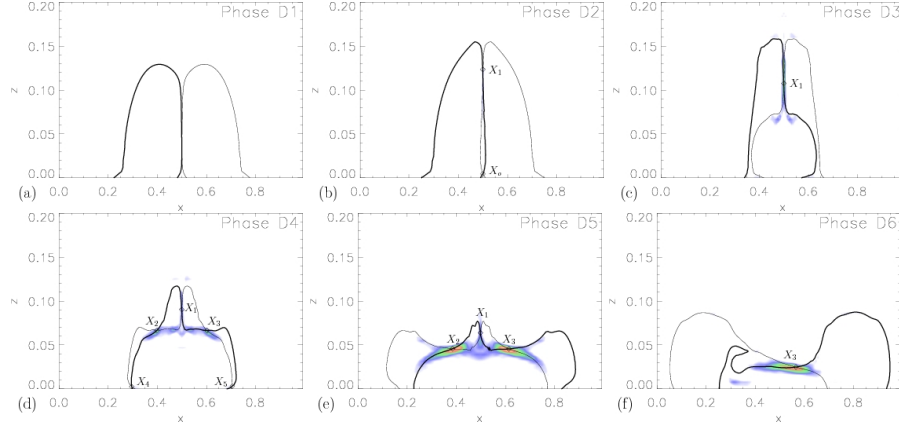 Phase D1
0.20
0.15
0.10
0.05
0.00
z
(a)
0.0 0.2 0.4 0.6 0.8
x
Phase D2
0.20
0.15
0.10
0.05
0.00
z
X₁
Xₒ
(b)
0.0 0.2 0.4 0.6 0.8
x
Phase D3
0.20
0.15
0.10
0.05
0.00
z
X₁
(c)
0.0 0.2 0.4 0.6 0.8
x
Phase D4
0.20
0.15
0.10
0.05
0.00
z
X₁
X₂ X₃
X₄ X₅
(d)
0.0 0.2 0.4 0.6 0.8
x
Phase D5
0.20
0.15
0.10
0.05
0.00
z
X₁
X₂ X₃
(e)
0.0 0.2 0.4 0.6 0.8
x
Phase D6
0.20
0.15
0.10
0.05
0.00
z
X₃
(f)
0.0 0.2 0.4 0.6 0.8
x